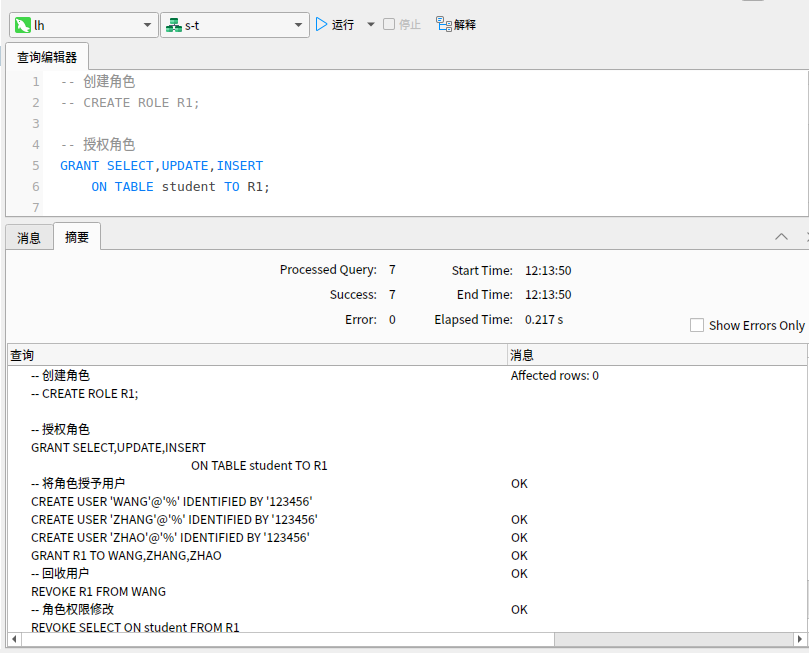 lh s-t 运行 停止 解释
查询编辑器
1 -- 创建角色
2 -- CREATE ROLE R1;
3
4 -- 授权角色
5 GRANT SELECT,UPDATE,INSERT
6 ON TABLE student TO R1;
7
消息 摘要
Processed Query: 7 Start Time: 12:13:50
Success: 7 End Time: 12:13:50
Error: 0 Elapsed Time: 0.217 s
Show Errors Only
查询 消息
-- 创建角色 Affected rows: 0
-- CREATE ROLE R1;
-- 授权角色
GRANT SELECT,UPDATE,INSERT
ON TABLE student TO R1
-- 将角色授予用户 OK
CREATE USER 'WANG'@'%' IDENTIFIED BY '123456'
CREATE USER 'ZHANG'@'%' IDENTIFIED BY '123456' OK
CREATE USER 'ZHAO'@'%' IDENTIFIED BY '123456' OK
GRANT R1 TO WANG,ZHANG,ZHAO OK
-- 回收用户 OK
REVOKE R1 FROM WANG
-- 角色权限修改 OK
REVOKE SELECT ON student FROM R1